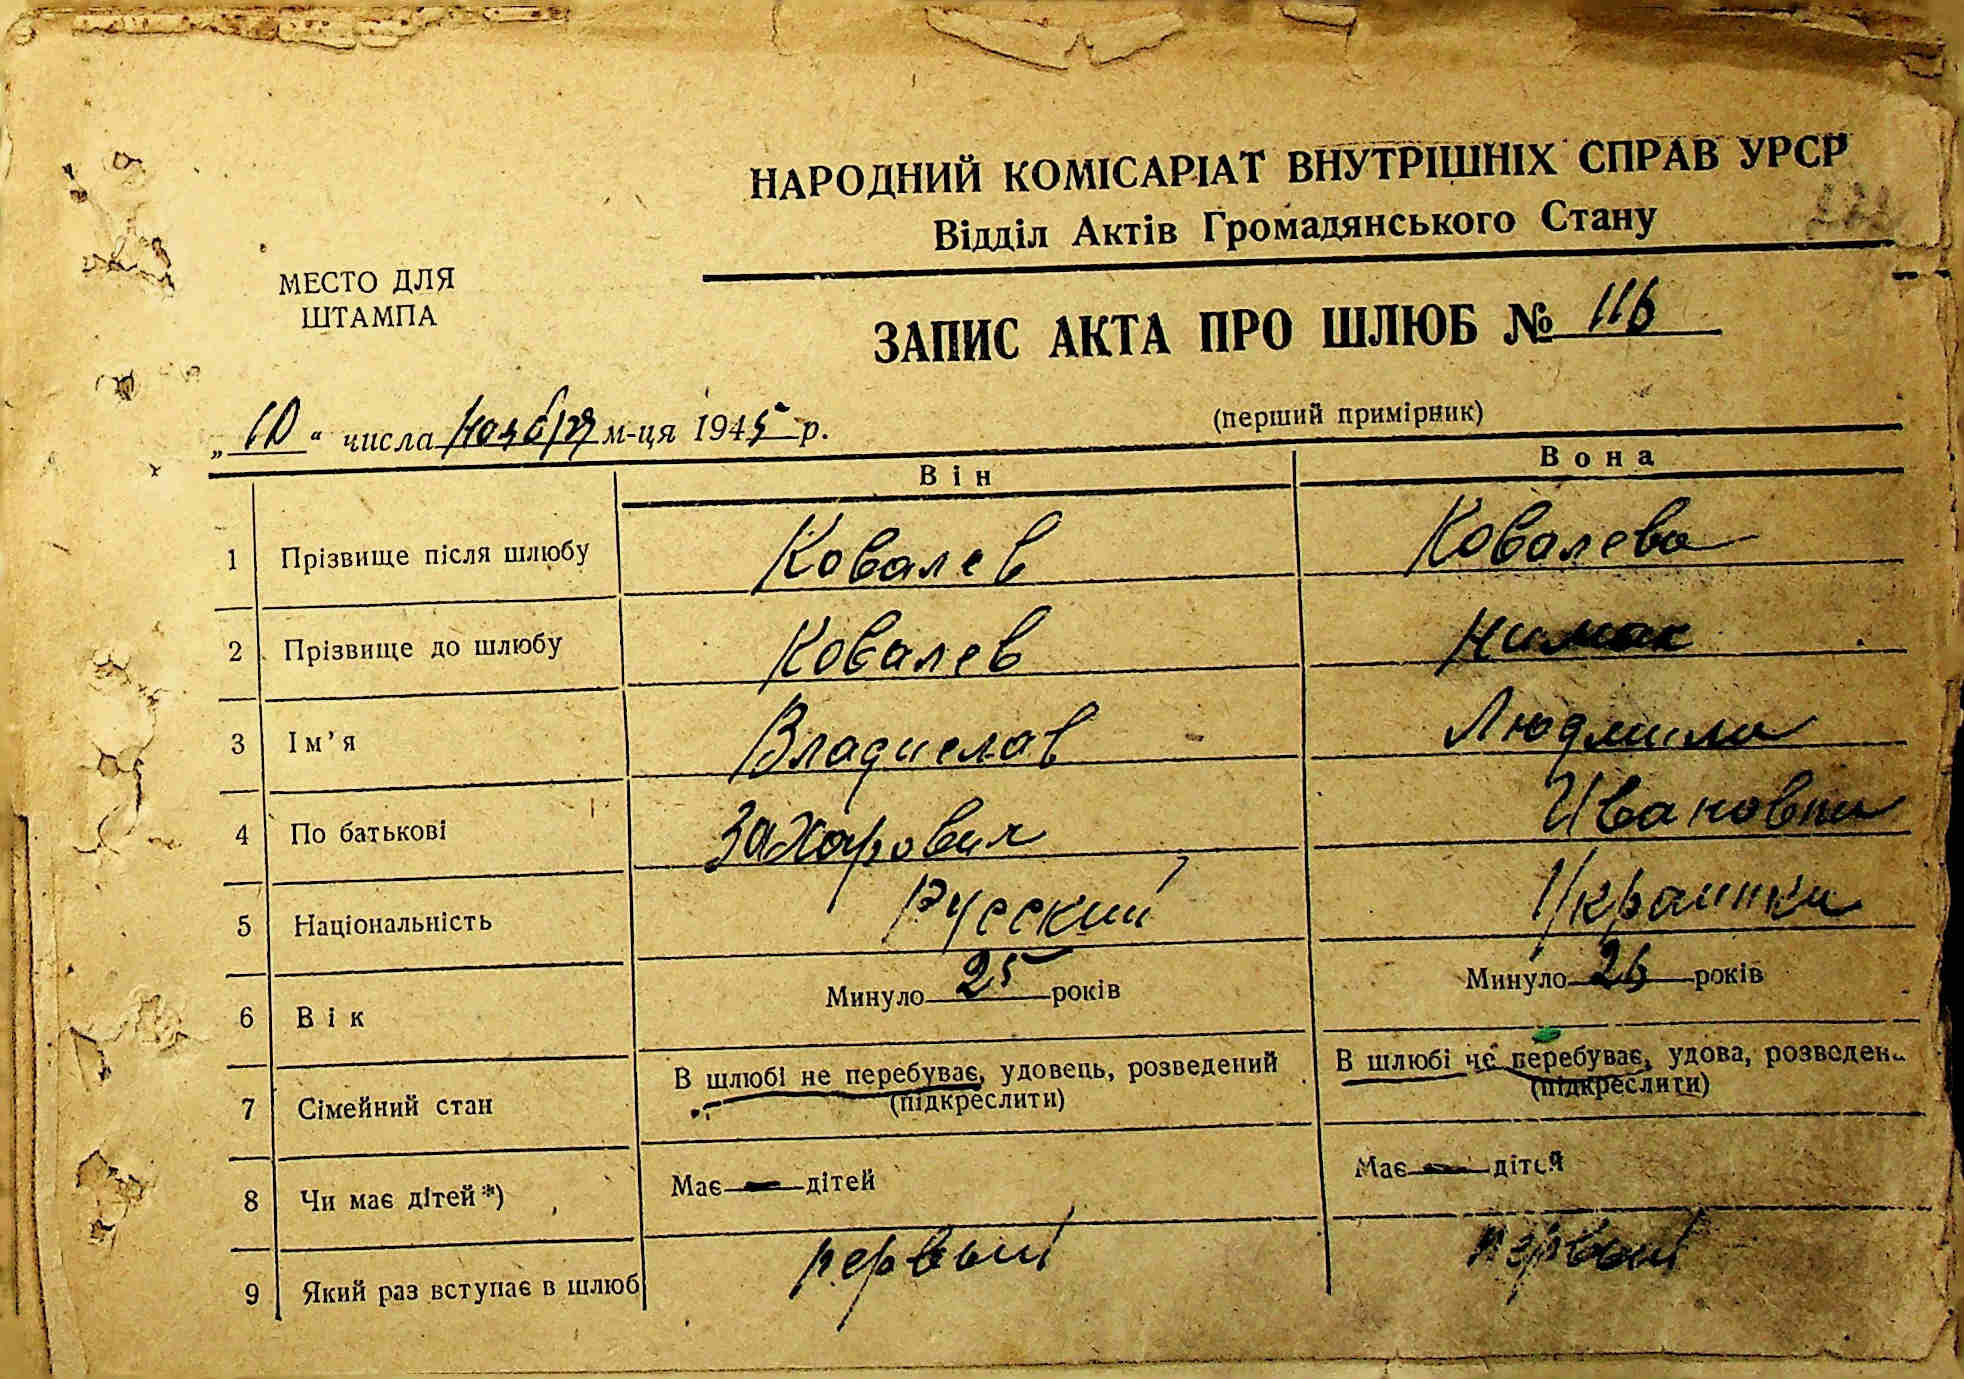 НАРОДНИЙ КОМІСАРІАТ ВНУТРІШНІХ СПРАВ УРСР
Відділ Актів Громадянського Стану
МЕСТО ДЛЯ
ШТАМПА
ЗАПИС АКТА ПРО ШЛЮБ № 116
(перший примірник)
„10“ числа ноября м-ця 1945 р.
Він Вона
1 Прізвище після шлюбу Ковалев Ковалева
2 Прізвище до шлюбу Ковалев
3 Ім’я Владислав Людмила
4 По батькові Захарович Ивановна
5 Національність Русский Украинка
6 Вік Минуло 25 років Минуло 26 років
7 Сімейний стан В шлюбі не перебуває, удовець, розведений В шлюбі не перебуває, удова, розведена
(підкреслити) (підкреслити)
8 Чи має дітей*) Має — дітей Має — дітей
9 Який раз вступає в шлюб первый первый